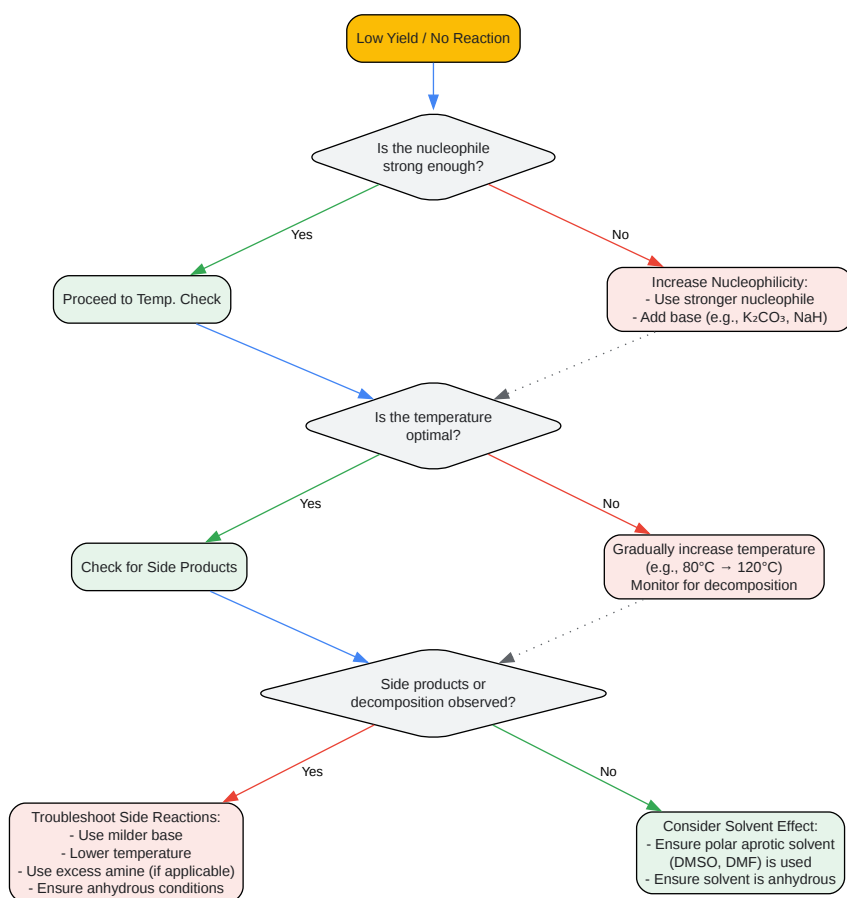 Low Yield / No Reaction
Is the nucleophile
strong enough?
Yes
No
Proceed to Temp. Check
Increase Nucleophilicity:
- Use stronger nucleophile
- Add base (e.g., K₂CO₃, NaH)
Is the temperature
optimal?
Yes
No
Check for Side Products
Gradually increase temperature
(e.g., 80°C → 120°C)
Monitor for decomposition
Side products or
decomposition observed?
Yes
No
Troubleshoot Side Reactions:
- Use milder base
- Lower temperature
- Use excess amine (if applicable)
- Ensure anhydrous conditions
Consider Solvent Effect:
- Ensure polar aprotic solvent
(DMSO, DMF) is used
- Ensure solvent is anhydrous